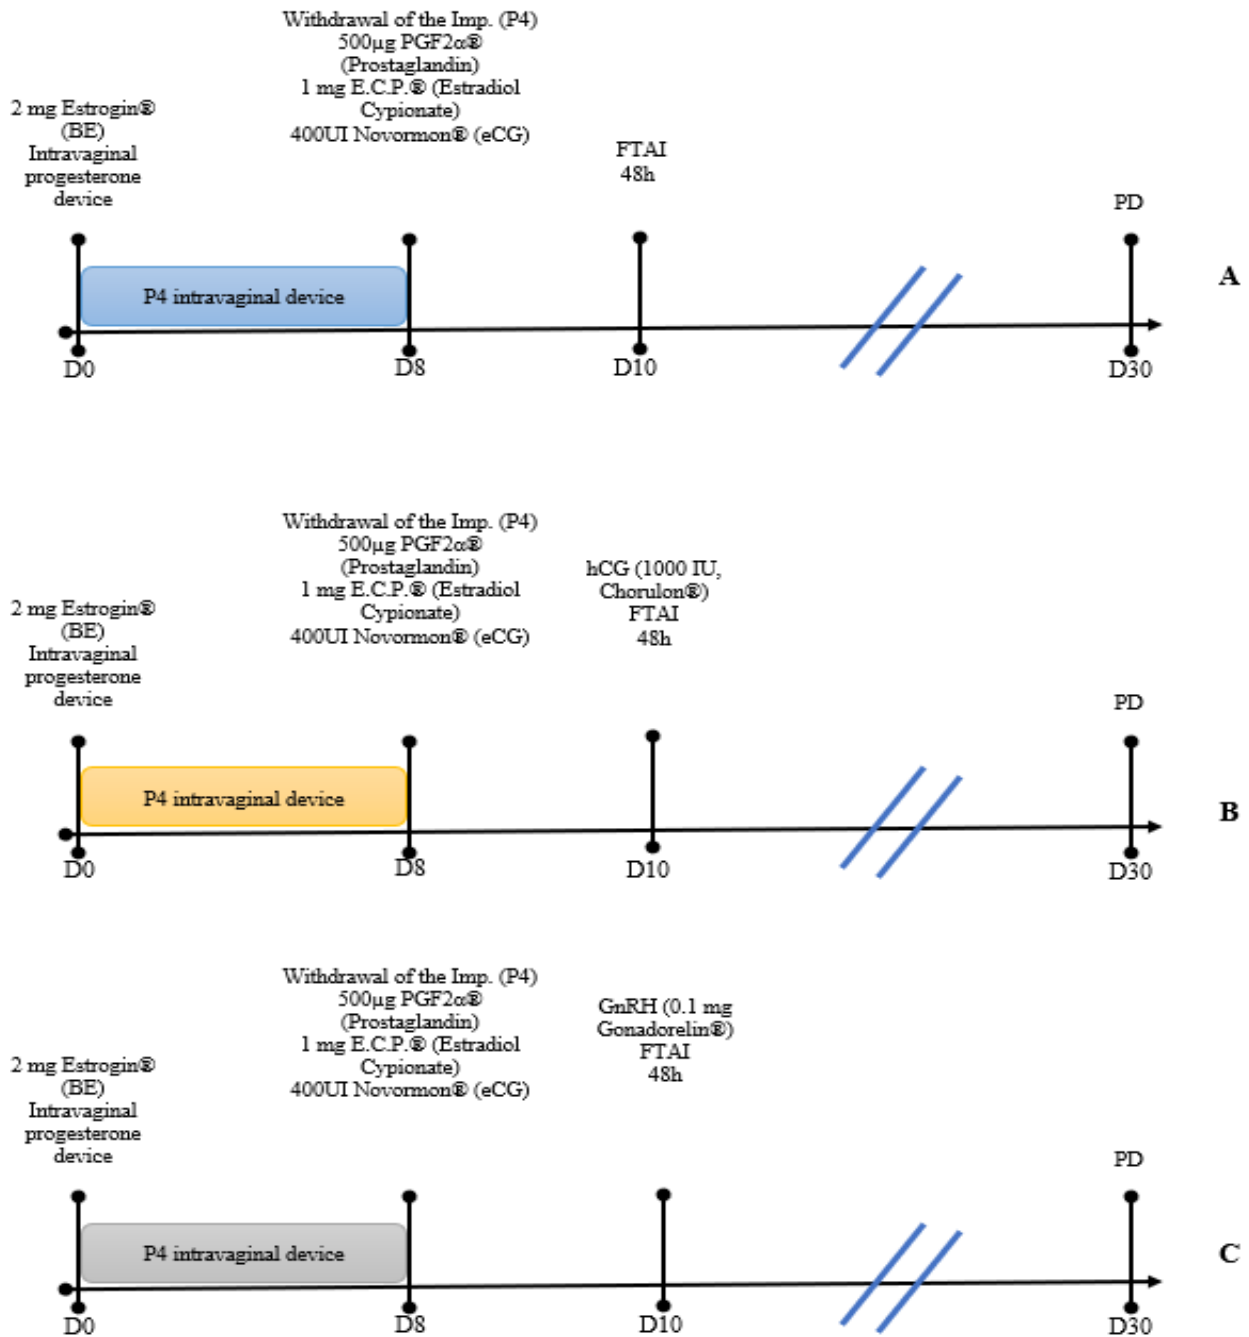 Withdrawal of the Imp. (P4)
500µg PGF2α®
(Prostaglandin)
1 mg E.C.P.® (Estradiol
Cypionate)
400UI Novormon® (eCG)
2 mg Estrogin®
(BE)
Intravaginal
progesterone
device
FTAI
48h
PD
P4 intravaginal device
A
D0
D8
D10
D30
Withdrawal of the Imp. (P4)
500µg PGF2α®
(Prostaglandin)
1 mg E.C.P.® (Estradiol
Cypionate)
400UI Novormon® (eCG)
hCG (1000 IU,
Chorulon®)
FTAI
48h
2 mg Estrogin®
(BE)
Intravaginal
progesterone
device
PD
P4 intravaginal device
B
D0
D8
D10
D30
Withdrawal of the Imp. (P4)
500µg PGF2α®
(Prostaglandin)
1 mg E.C.P.® (Estradiol
Cypionate)
400UI Novormon® (eCG)
GnRH (0.1 mg
Gonadorelin®)
FTAI
48h
2 mg Estrogin®
(BE)
Intravaginal
progesterone
device
PD
P4 intravaginal device
C
D0
D8
D10
D30